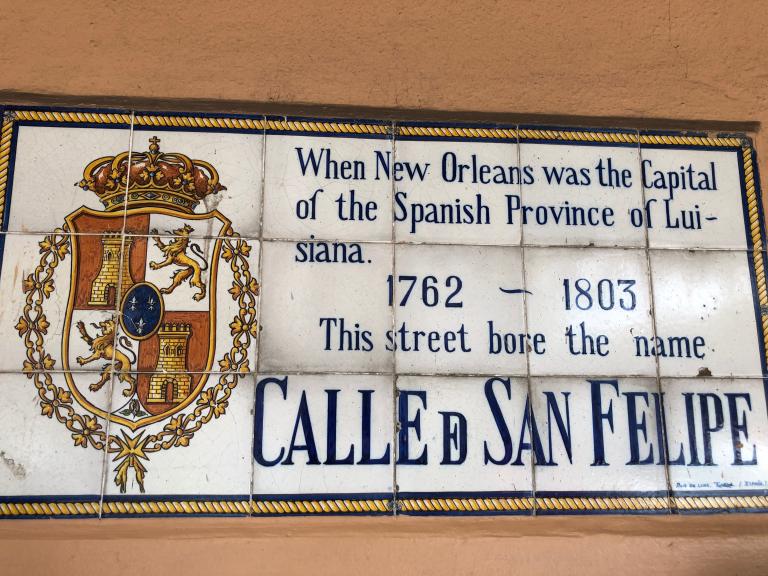 When New Orleans was the Capital
of the Spanish Province of Lui-
siana.
1762 ~ 1803
This street bore the name
CALLE D SAN FELIPE